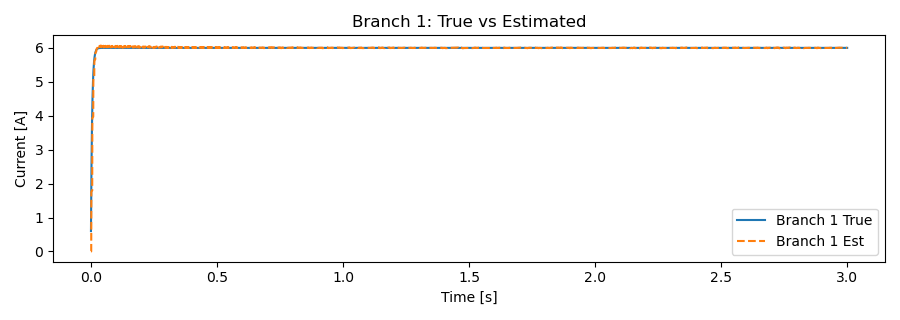 Branch 1: True vs Estimated
Current [A]
6
5
4
3
2
1
0
Branch 1 True
Branch 1 Est
0.0 0.5 1.0 1.5 2.0 2.5 3.0
Time [s]